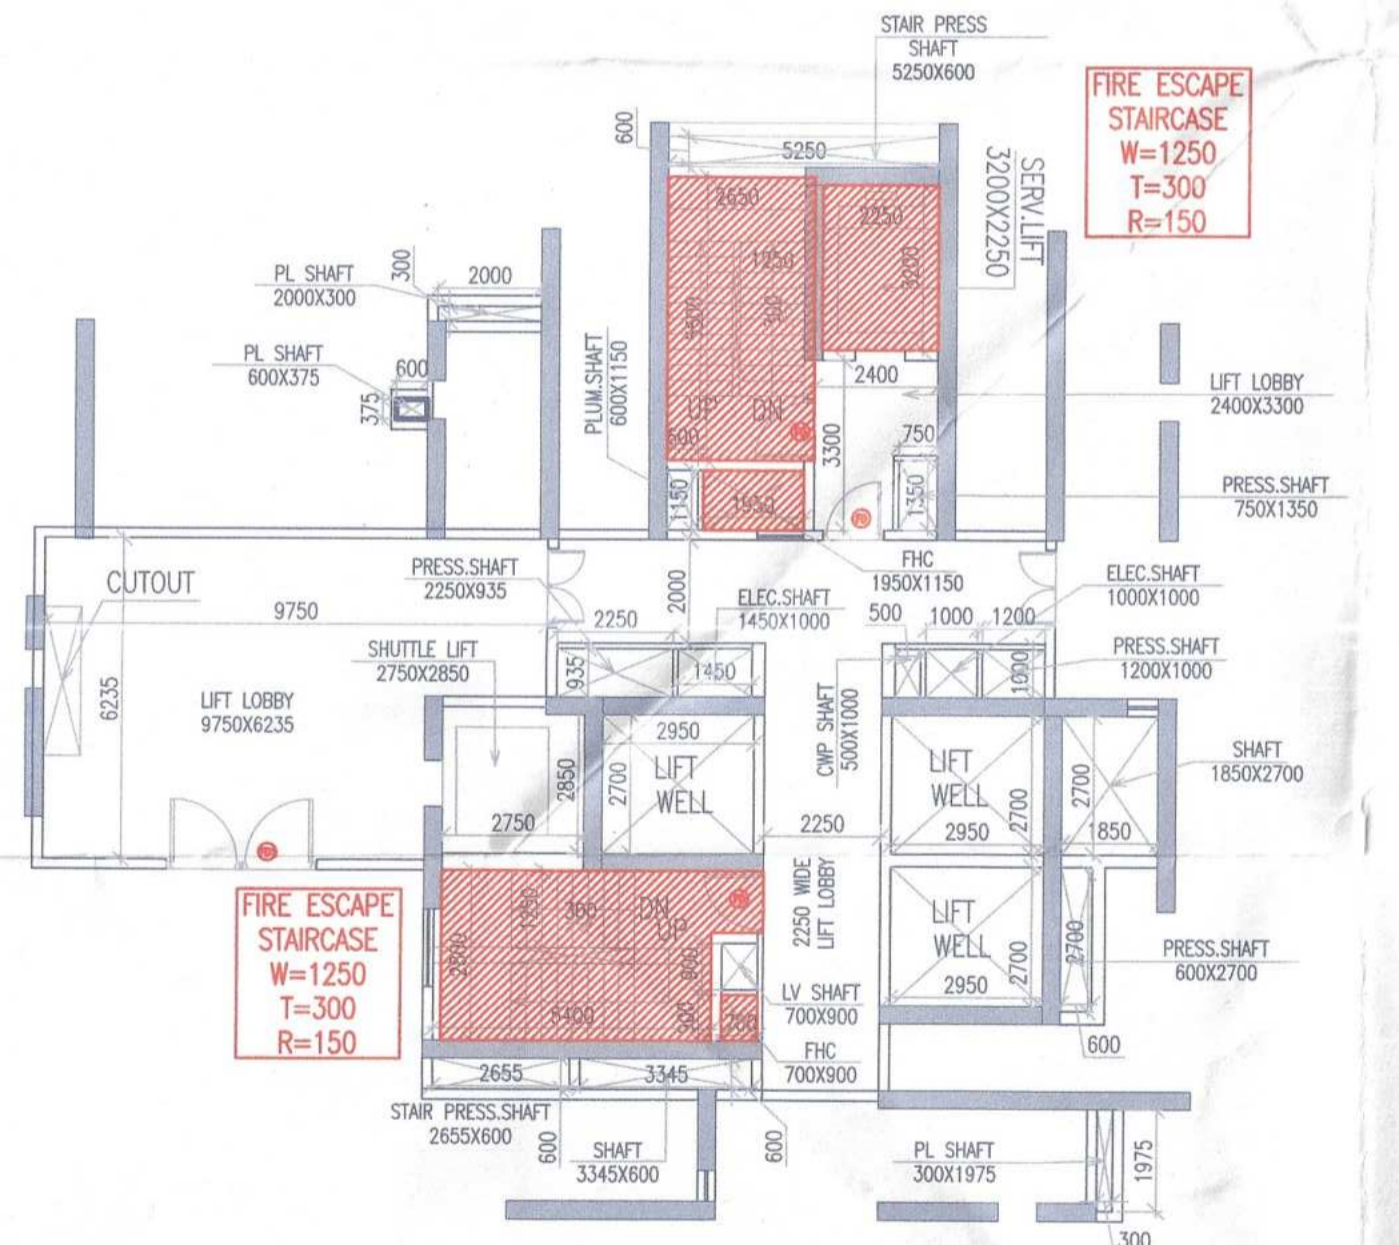 STAIR PRESS
SHAFT
5250X600
FIRE ESCAPE
STAIRCASE
W=1250
T=300
R=150
600
5250
SERV.LIFT
3200X2250
2650
2250
1250
3200
300
PL SHAFT
2000X300
300
2000
PL SHAFT
600X375
600
375
PLUM.SHAFT
600X1150
2400
LIFT LOBBY
2400X3300
UP DN
3300
750
600
1150
1950
1350
PRESS.SHAFT
750X1350
FHC
1950X1150
CUTOUT
PRESS.SHAFT
2250X935
2000
ELEC.SHAFT
1450X1000
ELEC.SHAFT
1000X1000
9750
2250
500
1000
1200
SHUTTLE LIFT
2750X2850
935
1450
1000
PRESS.SHAFT
1200X1000
6235
LIFT LOBBY
9750X6235
CWP SHAFT
500X1000
2950
LIFT
WELL
2700
2850
2750
LIFT
WELL
2950
2700
2700
1850
SHAFT
1850X2700
2250
2250 WIDE
LIFT LOBBY
FIRE ESCAPE
STAIRCASE
W=1250
T=300
R=150
1250
300
DN
UP
900
6400
900
700
LIFT
WELL
2950
2700
2700
PRESS.SHAFT
600X2700
LV SHAFT
700X900
FHC
700X900
600
2655
3345
STAIR PRESS.SHAFT
2655X600
600
SHAFT
3345X600
600
PL SHAFT
300X1975
1975
300